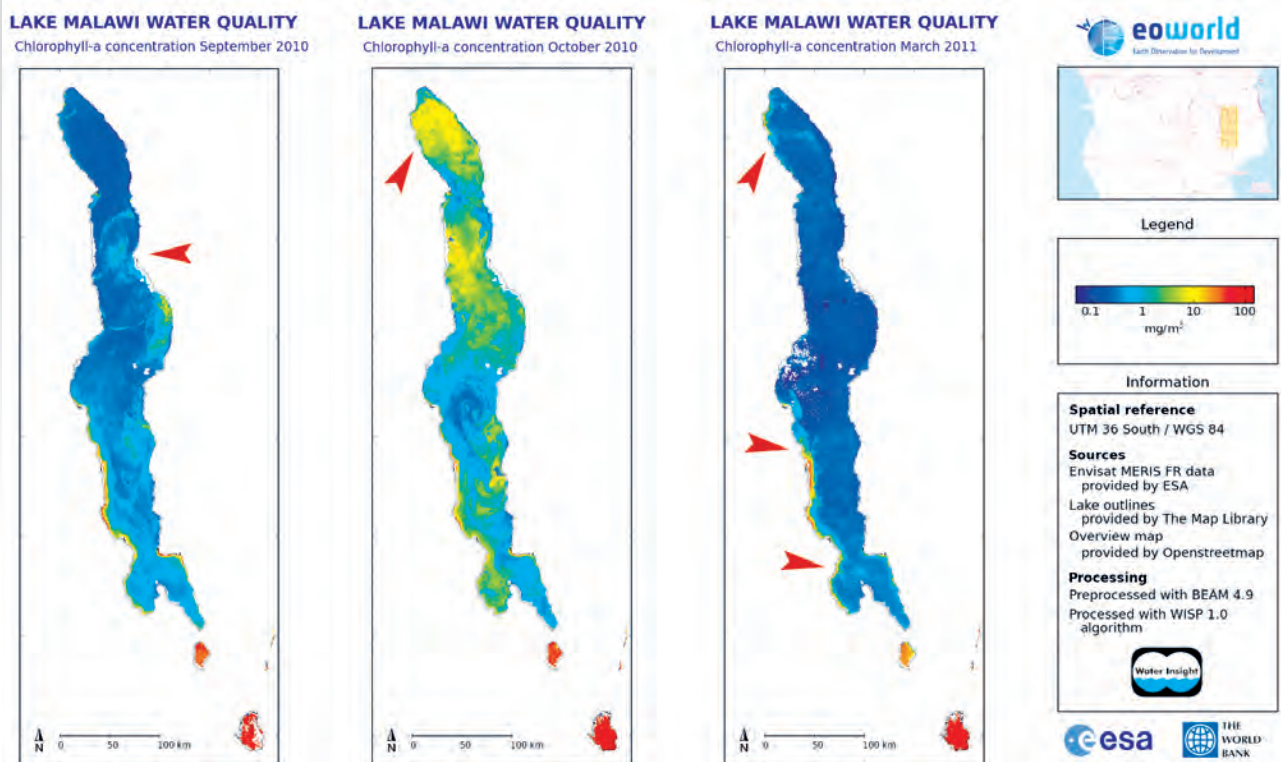 LAKE MALAWI WATER QUALITY
Chlorophyll-a concentration September 2010
N
0 50 100 km
LAKE MALAWI WATER QUALITY
Chlorophyll-a concentration October 2010
N
0 50 100 km
LAKE MALAWI WATER QUALITY
Chlorophyll-a concentration March 2011
N
0 50 100 km
eoworld
Earth Observation for Development
Legend
0.1 1 10 100
mg/m³
Information
Spatial reference
UTM 36 South / WGS 84
Sources
Envisat MERIS FR data
provided by ESA
Lake outlines
provided by The Map Library
Overview map
provided by Openstreetmap
Processing
Preprocessed with BEAM 4.9
Processed with WISP 1.0
algorithm
Water Insight
esa
THE
WORLD
BANK